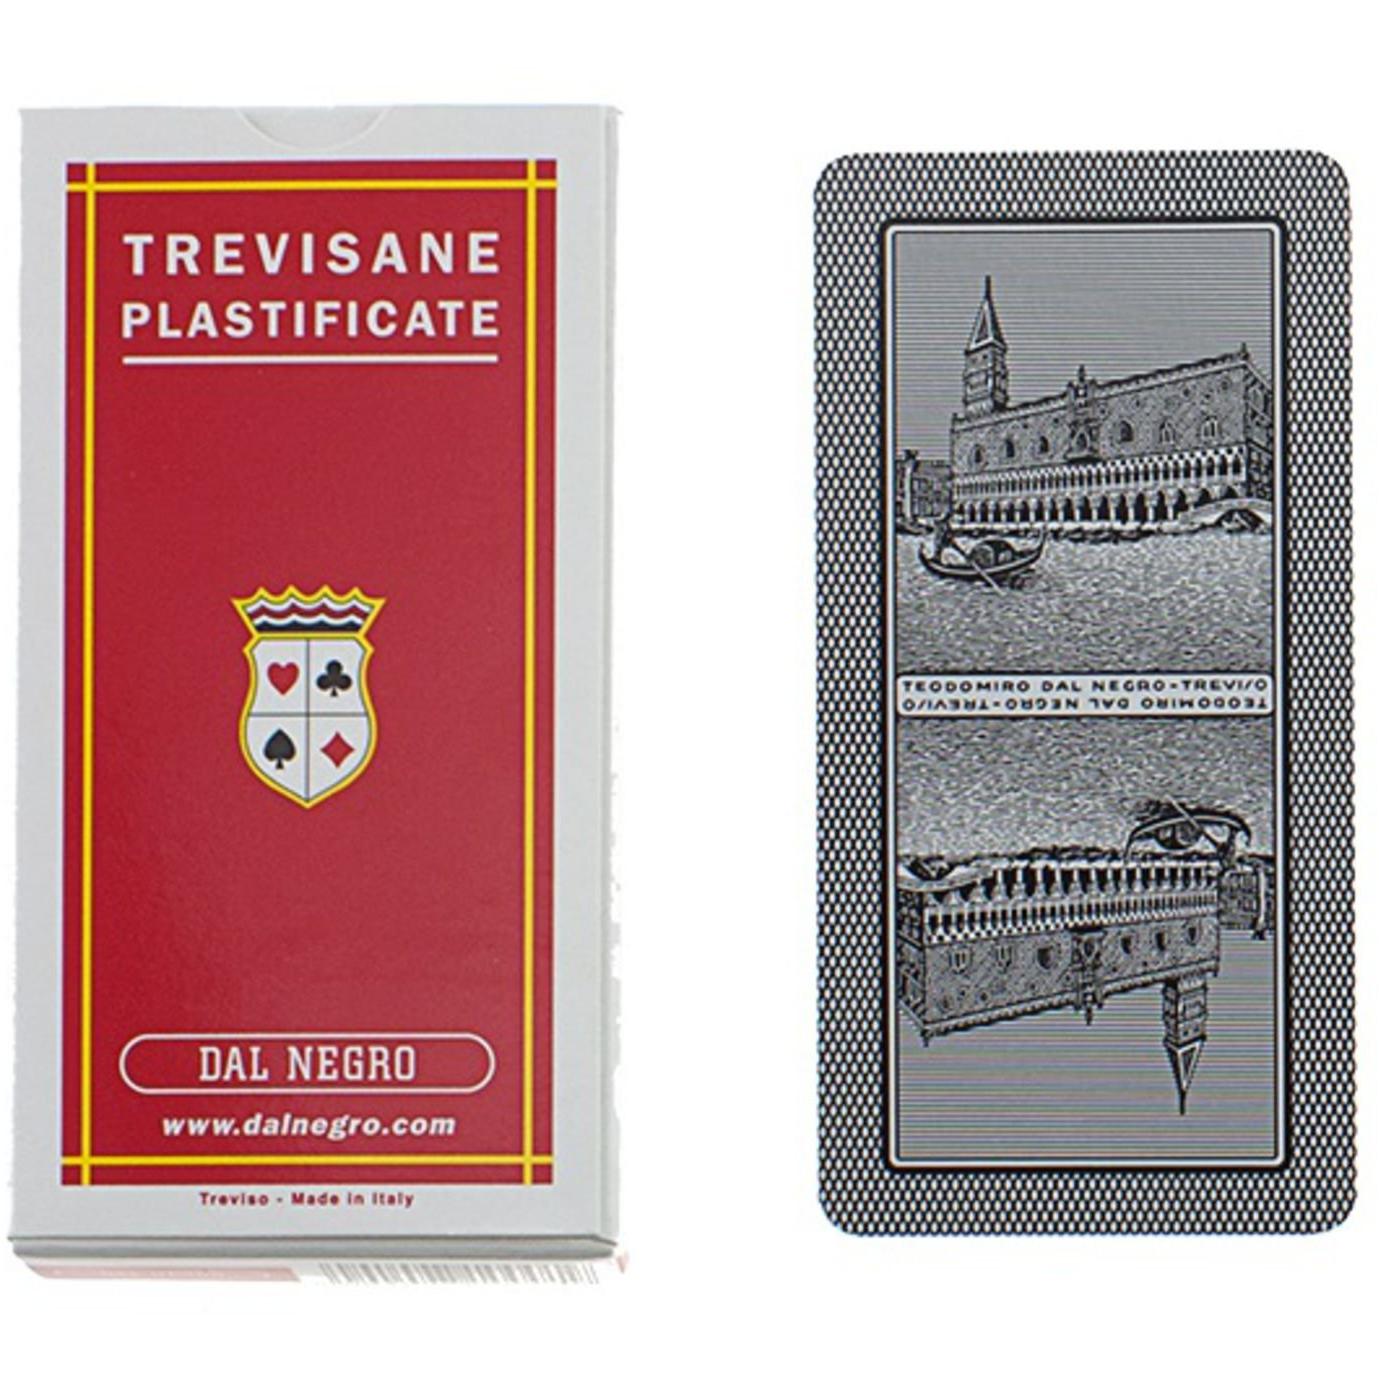 TREVISANE
PLASTIFICATE
DAL NEGRO
www.dalnegro.com
Treviso - Made in Italy
TEODOMIRO DAL NEGRO-TREVISO
TEODOMIRO DAL NEGRO-TREVISO